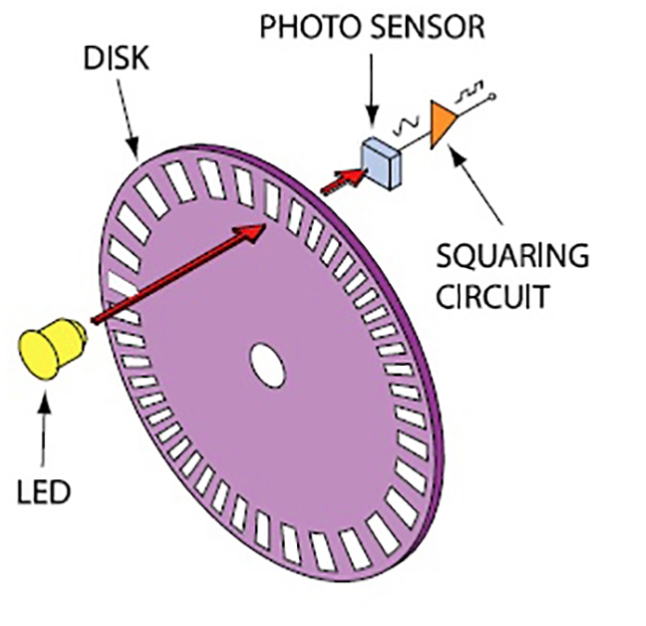 PHOTO SENSOR
DISK
SQUARING
CIRCUIT
LED